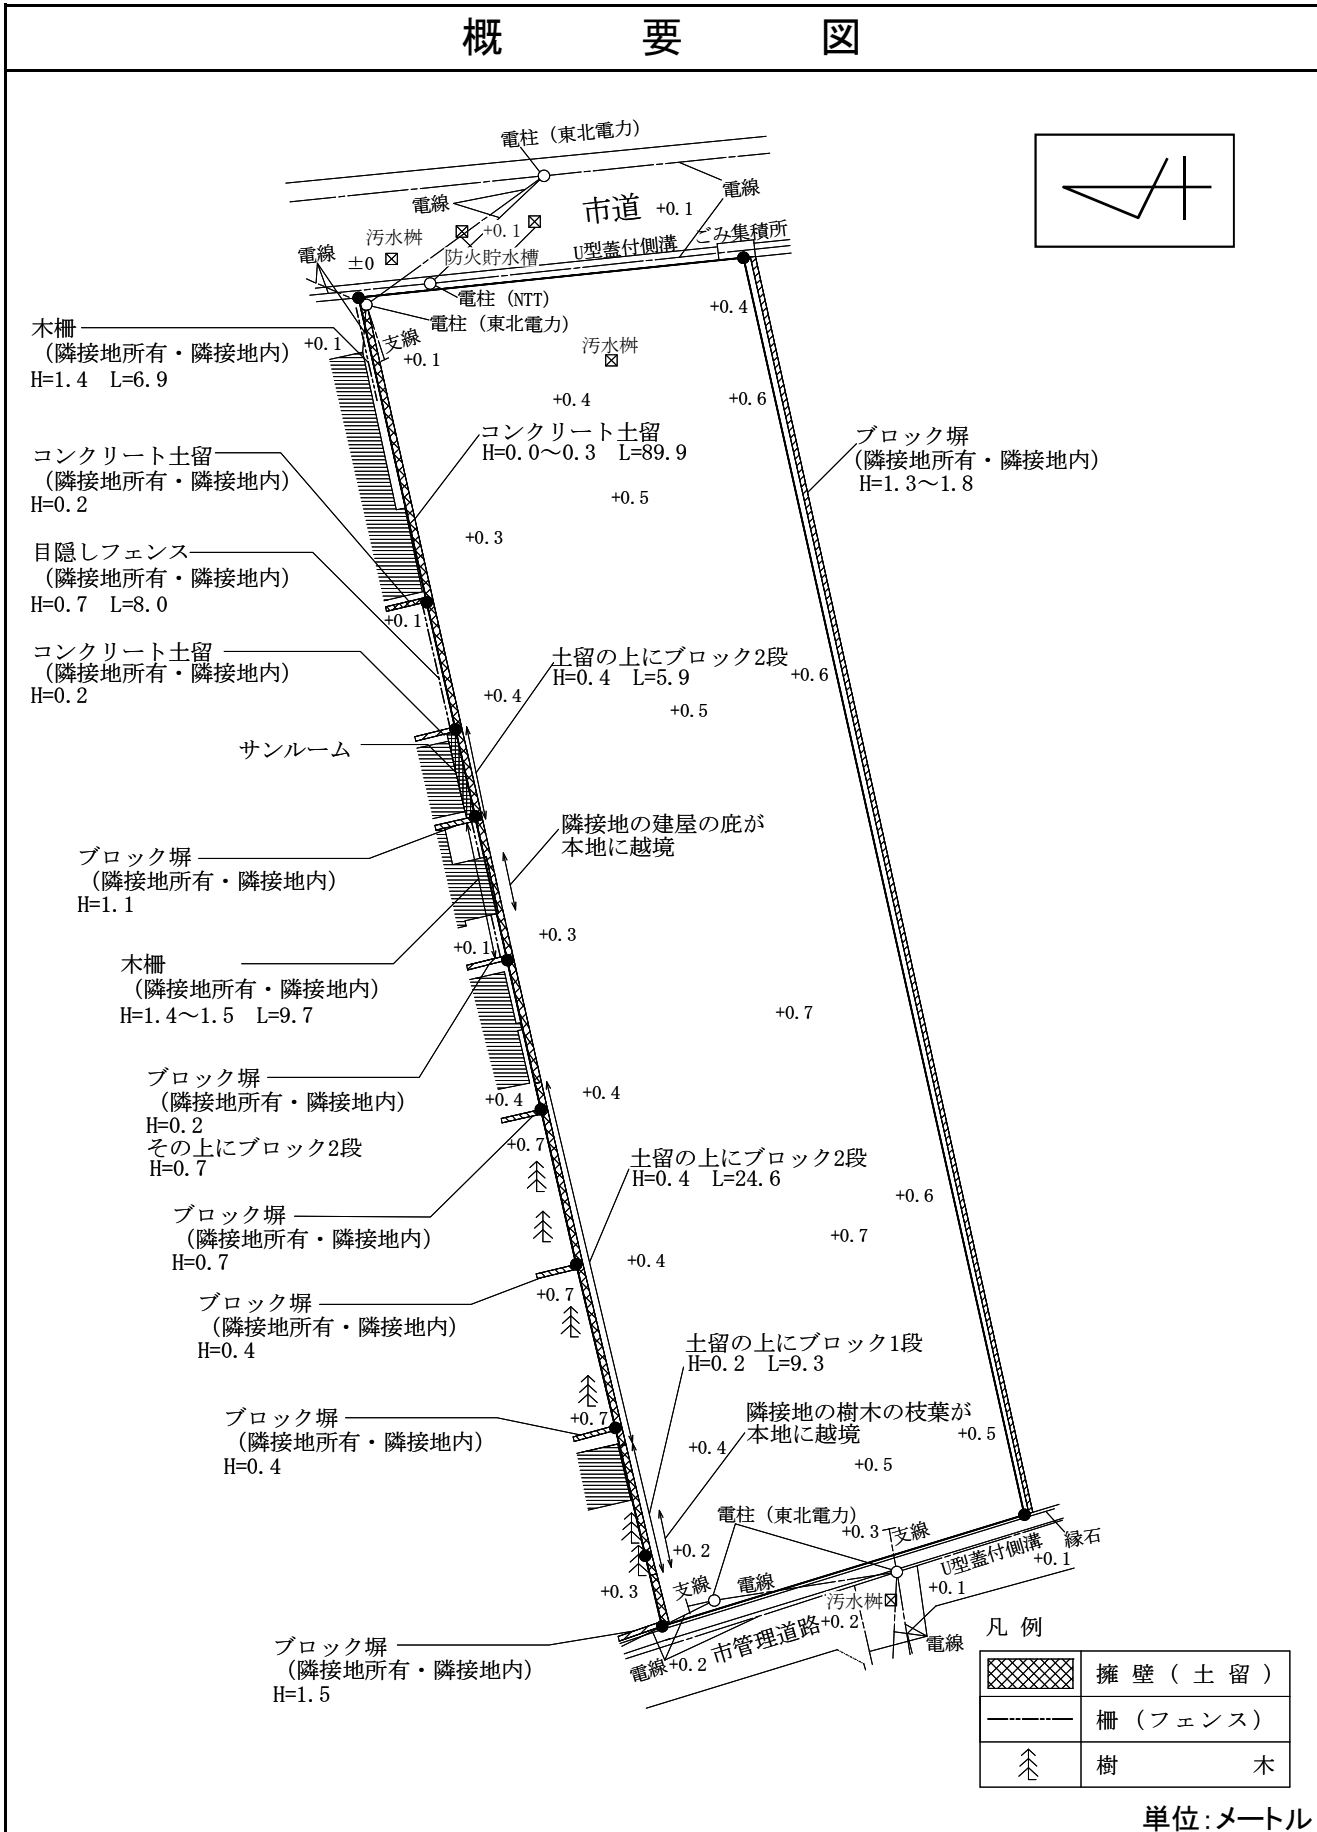 概要図
電柱（東北電力）
電線
電線
市道
+0.1
汚水桝
+0.1
U型蓋付側溝
ごみ集積所
電線
±0
防火貯水槽
電柱（NTT）
電柱（東北電力）
+0.4
木柵
（隣接地所有・隣接地内）
H=1.4 L=6.9
+0.1
支線
+0.1
汚水桝
+0.4
+0.6
コンクリート土留
H=0.0～0.3 L=89.9
ブロック塀
（隣接地所有・隣接地内）
H=1.3～1.8
コンクリート土留
（隣接地所有・隣接地内）
H=0.2
+0.5
+0.3
目隠しフェンス
（隣接地所有・隣接地内）
H=0.7 L=8.0
+0.1
コンクリート土留
（隣接地所有・隣接地内）
H=0.2
土留の上にブロック2段
H=0.4 L=5.9
+0.6
+0.4
+0.5
サンルーム
隣接地の建屋の庇が
本地に越境
ブロック塀
（隣接地所有・隣接地内）
H=1.1
+0.1
+0.3
木柵
（隣接地所有・隣接地内）
H=1.4～1.5 L=9.7
+0.7
ブロック塀
（隣接地所有・隣接地内）
H=0.2
その上にブロック2段
H=0.7
+0.4
+0.4
+0.7
土留の上にブロック2段
H=0.4 L=24.6
+0.6
ブロック塀
（隣接地所有・隣接地内）
H=0.7
+0.7
+0.4
+0.7
ブロック塀
（隣接地所有・隣接地内）
H=0.4
土留の上にブロック1段
H=0.2 L=9.3
ブロック塀
（隣接地所有・隣接地内）
H=0.4
+0.7
隣接地の樹木の枝葉が
本地に越境
+0.4
+0.5
+0.5
電柱（東北電力）
+0.3
支線
U型蓋付側溝
縁石
+0.1
+0.2
+0.3
支線
電線
汚水桝
+0.1
+0.2
ブロック塀
（隣接地所有・隣接地内）
H=1.5
電線
+0.2
市管理道路
電線
凡例
擁壁（土留）
柵（フェンス）
樹木
単位：メートル